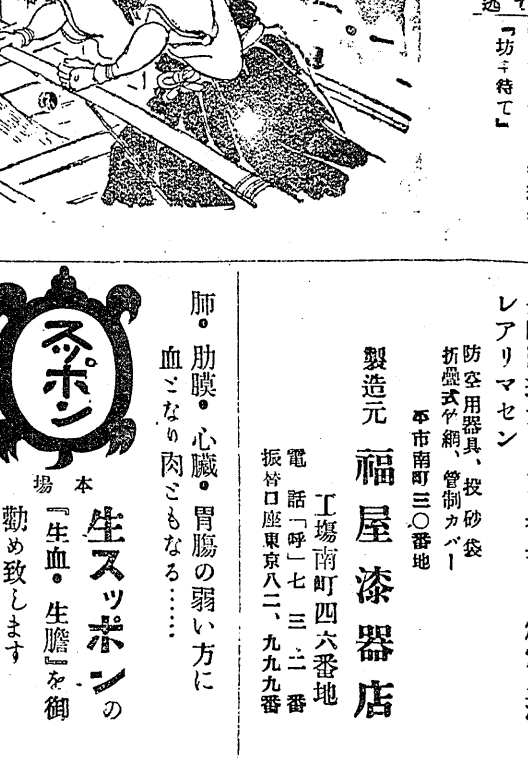 『坊主待て』
レアリマセン
防空用器具、投砂袋
折疊式竹網、管制カバー
平市南町三〇番地
製造元 福屋漆器店
工場南町四六番地
電話「呼」七三二番
振替口座東京八二、九九九番
肺。肋膜。心臓。胃腸の弱い方に
血となり肉ともなる……
スッポン
本場
生スッポンの
『生血。生膽』を御
勸め致します